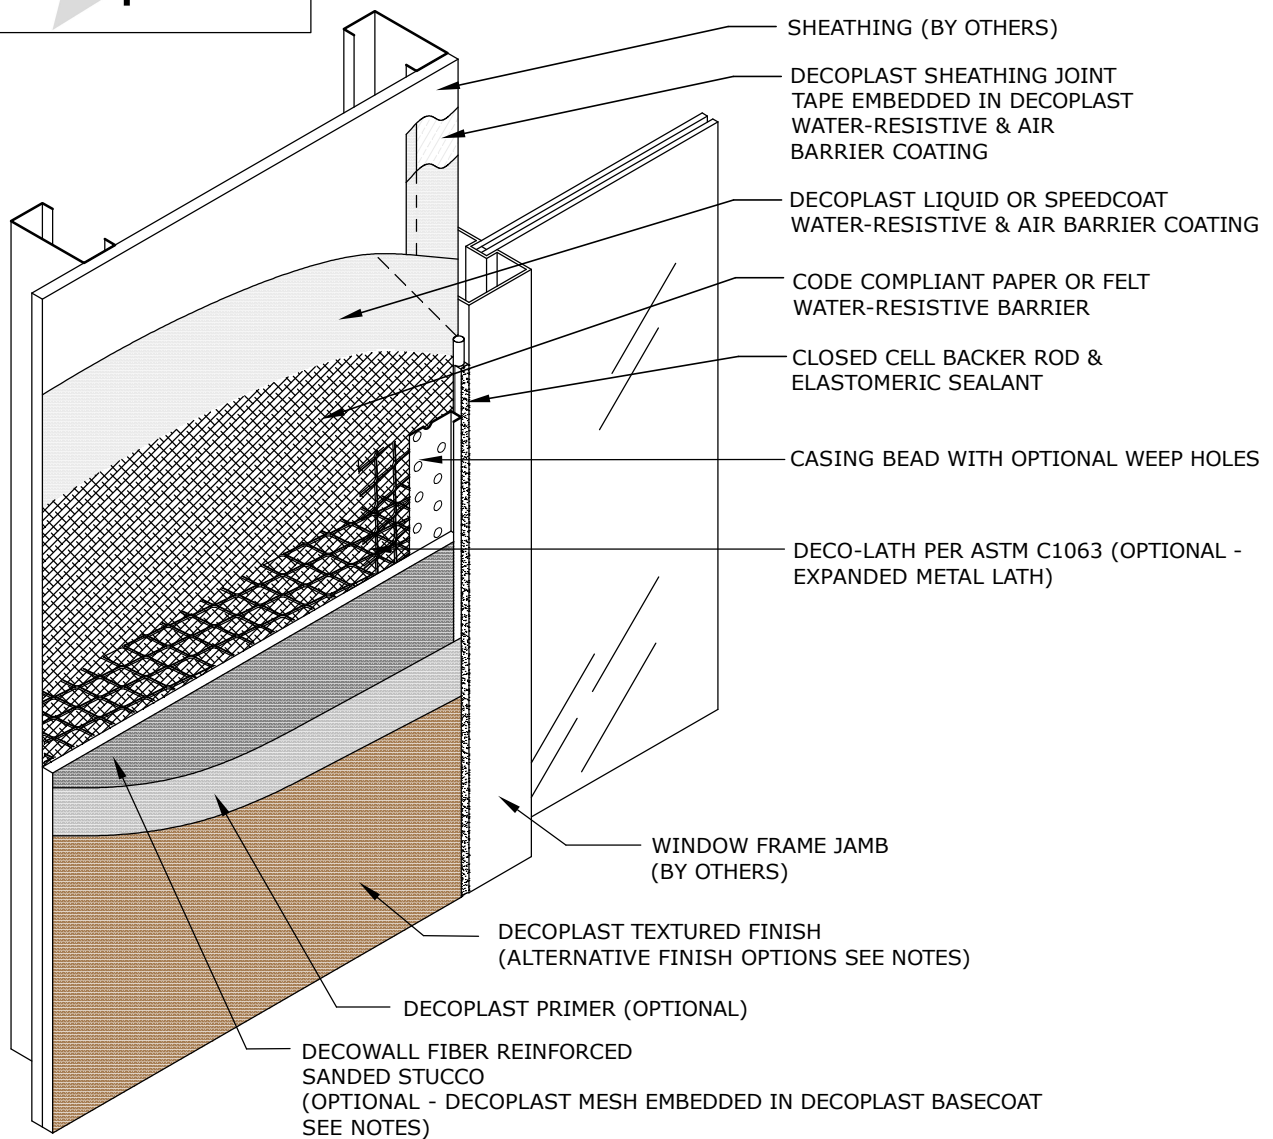 SHEATHING (BY OTHERS)
DECOPLAST SHEATHING JOINT
TAPE EMBEDDED IN DECOPLAST
WATER-RESISTIVE & AIR
BARRIER COATING
DECOPLAST LIQUID OR SPEEDCOAT
WATER-RESISTIVE & AIR BARRIER COATING
CODE COMPLIANT PAPER OR FELT
WATER-RESISTIVE BARRIER
CLOSED CELL BACKER ROD &
ELASTOMERIC SEALANT
CASING BEAD WITH OPTIONAL WEEP HOLES
DECO-LATH PER ASTM C1063 (OPTIONAL -
EXPANDED METAL LATH)
WINDOW FRAME JAMB
(BY OTHERS)
DECOPLAST TEXTURED FINISH
(ALTERNATIVE FINISH OPTIONS SEE NOTES)
DECOPLAST PRIMER (OPTIONAL)
DECOWALL FIBER REINFORCED
SANDED STUCCO
(OPTIONAL - DECOPLAST MESH EMBEDDED IN DECOPLAST BASECOAT
SEE NOTES)